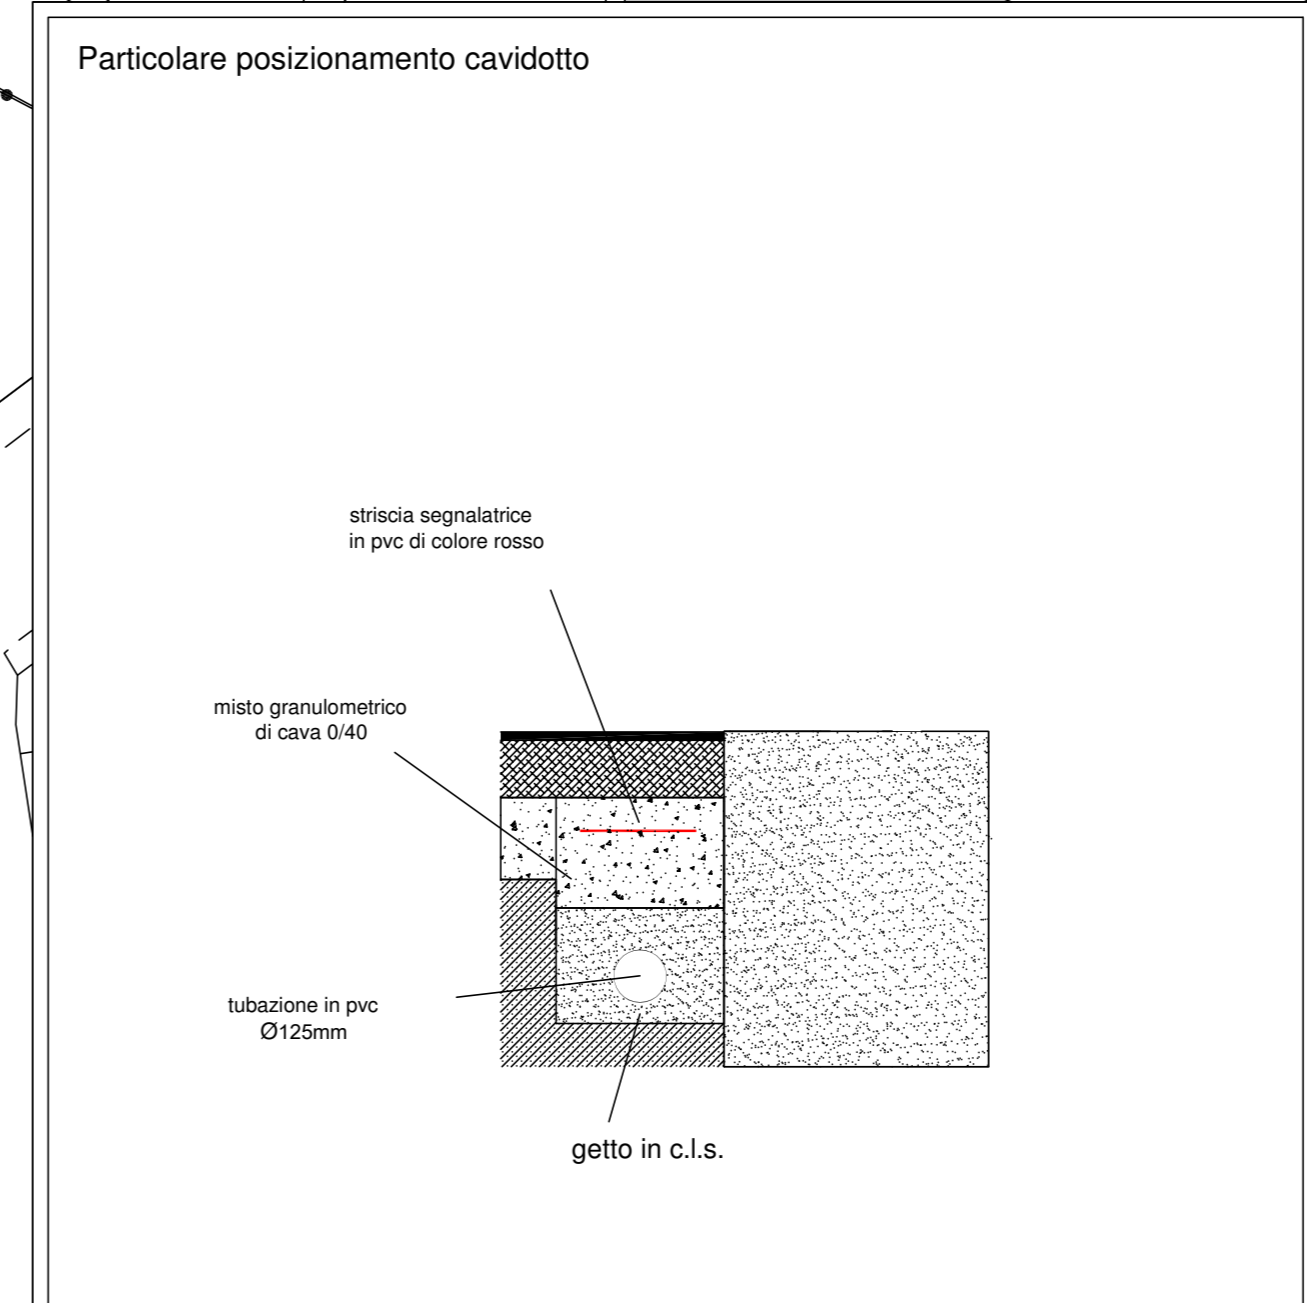 Particolare posizionamento cavidotto
striscia segnalatrice
in pvc di colore rosso
misto granulometrico
di cava 0/40
tubazione in pvc
Ø125mm
getto in c.l.s.